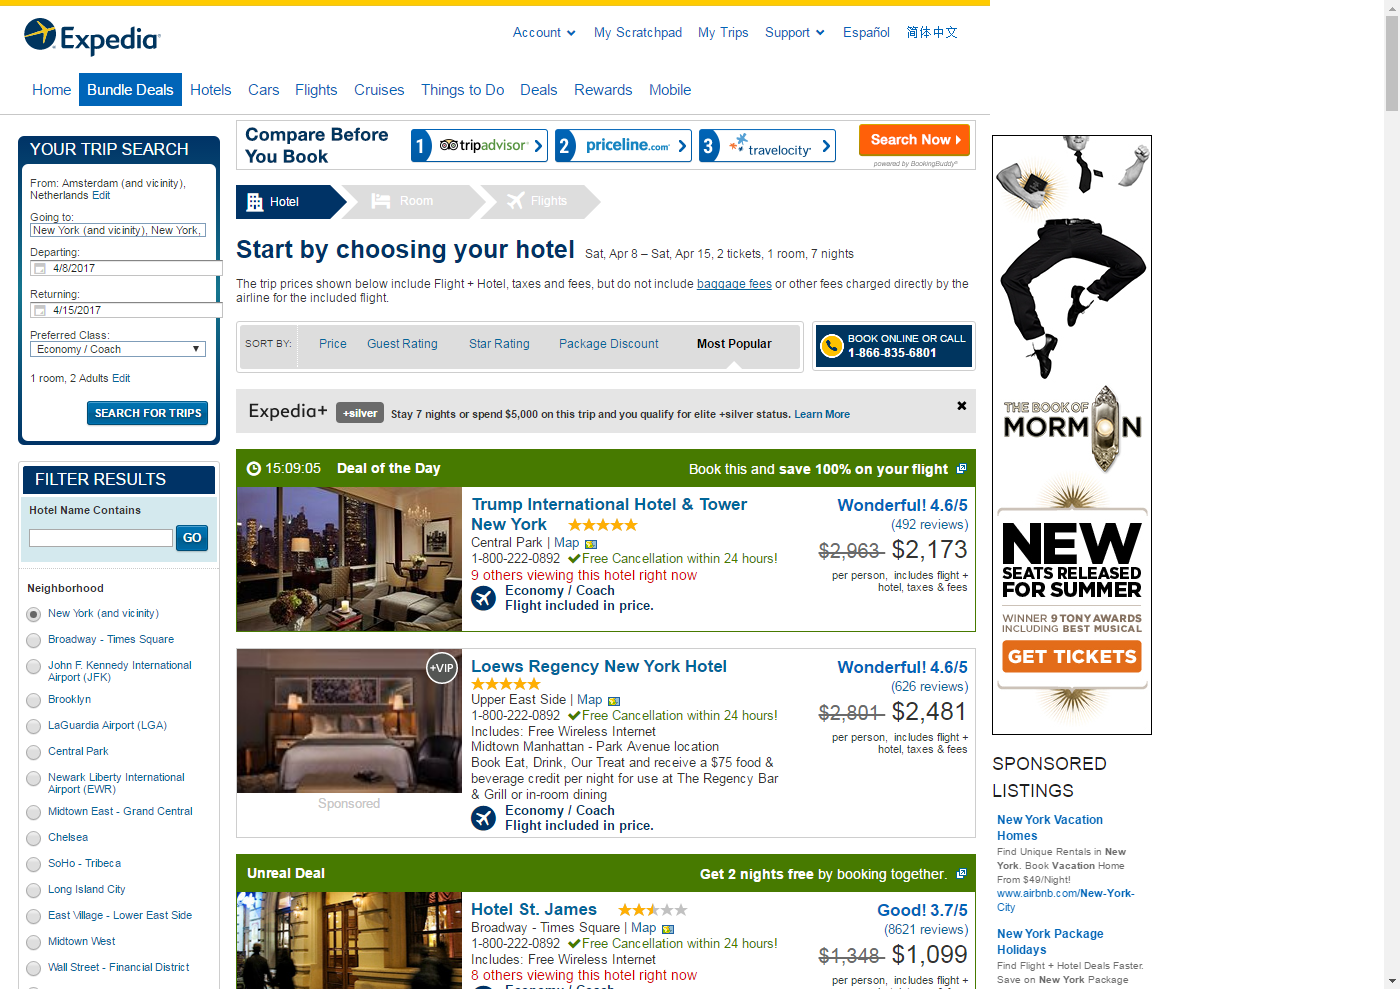 Expedia
Account
My Scratchpad
My Trips
Support
Español
简体中文
Home
Bundle Deals
Hotels
Cars
Flights
Cruises
Things to Do
Deals
Rewards
Mobile
YOUR TRIP SEARCH
From: Amsterdam (and vicinity),
Netherlands Edit
Going to:
New York (and vicinity), New York,
Departing:
4/8/2017
Returning:
4/15/2017
Preferred Class:
Economy / Coach
1 room, 2 Adults Edit
SEARCH FOR TRIPS
FILTER RESULTS
Hotel Name Contains
GO
Neighborhood
New York (and vicinity)
Broadway - Times Square
John F. Kennedy International
Airport (JFK)
Brooklyn
LaGuardia Airport (LGA)
Central Park
Newark Liberty International
Airport (EWR)
Midtown East - Grand Central
Chelsea
SoHo - Tribeca
Long Island City
East Village - Lower East Side
Midtown West
Wall Street - Financial District
Compare Before
You Book
1 tripadvisor
2 priceline.com
3 travelocity
Search Now
powered by BookingBuddy
Hotel
Room
Flights
Start by choosing your hotel Sat, Apr 8 – Sat, Apr 15, 2 tickets, 1 room, 7 nights
The trip prices shown below include Flight + Hotel, taxes and fees, but do not include baggage fees or other fees charged directly by the
airline for the included flight.
SORT BY:
Price
Guest Rating
Star Rating
Package Discount
Most Popular
BOOK ONLINE OR CALL
1-866-835-6801
Expedia+ +silver Stay 7 nights or spend $5,000 on this trip and you qualify for elite +silver status. Learn More
15:09:05 Deal of the Day
Book this and save 100% on your flight
Trump International Hotel & Tower
New York
Central Park | Map
1-800-222-0892 Free Cancellation within 24 hours!
9 others viewing this hotel right now
Economy / Coach
Flight included in price.
Wonderful! 4.6/5
(492 reviews)
$2,963 $2,173
per person, includes flight +
hotel, taxes & fees
+VIP
Sponsored
Loews Regency New York Hotel
Upper East Side | Map
1-800-222-0892 Free Cancellation within 24 hours!
Includes: Free Wireless Internet
Midtown Manhattan - Park Avenue location
Book Eat, Drink, Our Treat and receive a $75 food &
beverage credit per night for use at The Regency Bar
& Grill or in-room dining
Economy / Coach
Flight included in price.
Wonderful! 4.6/5
(626 reviews)
$2,801 $2,481
per person, includes flight +
hotel, taxes & fees
Unreal Deal
Get 2 nights free by booking together.
Hotel St. James
Broadway - Times Square | Map
1-800-222-0892 Free Cancellation within 24 hours!
Includes: Free Wireless Internet
8 others viewing this hotel right now
Good! 3.7/5
(8621 reviews)
$1,348 $1,099
per person, includes flight +
THE BOOK OF
MORMON
NEW
SEATS RELEASED
FOR SUMMER
WINNER 9 TONY AWARDS
INCLUDING BEST MUSICAL
GET TICKETS
SPONSORED
LISTINGS
New York Vacation
Homes
Find Unique Rentals in New
York. Book Vacation Home
From $49/Night!
www.airbnb.com/New-York-
City
New York Package
Holidays
Find Flight + Hotel Deals Faster.
Save on New York Package